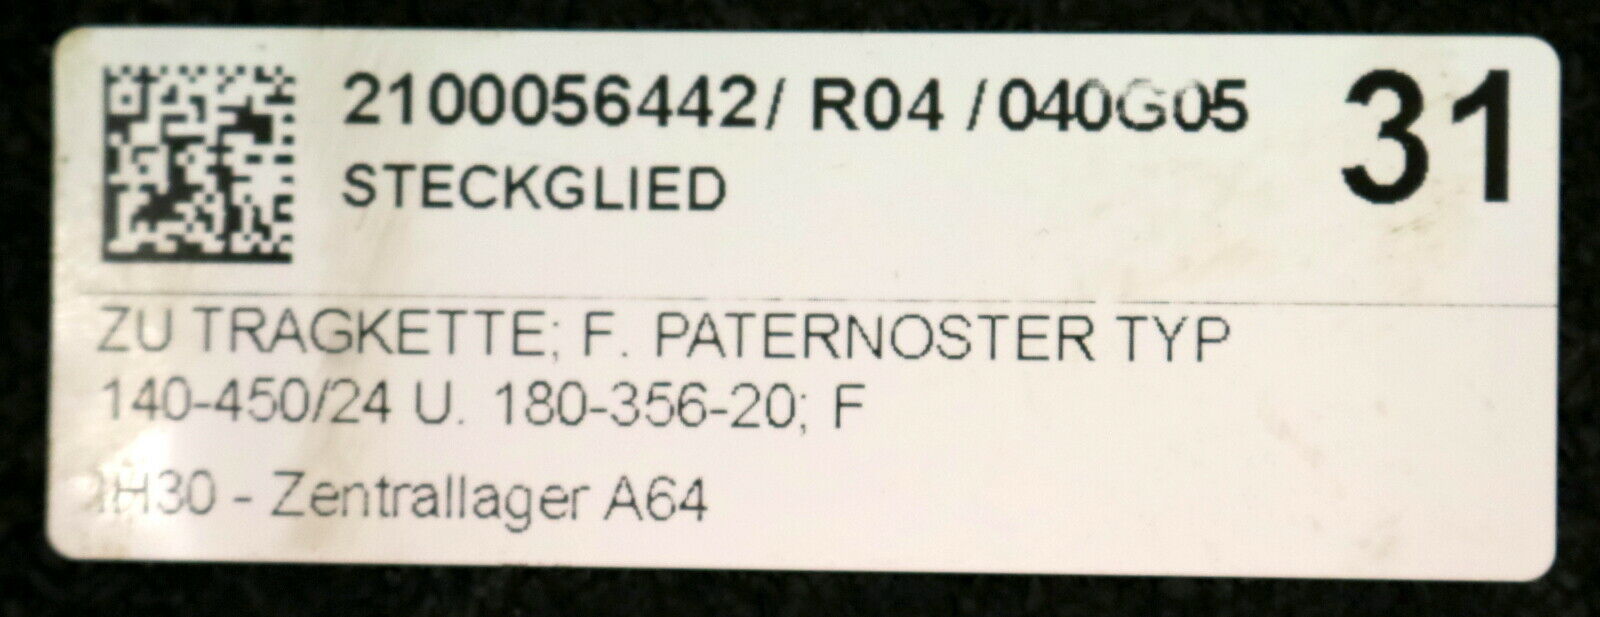 2100056442/ R04 /040G05 31
STECKGLIED
ZU TRAGKETTE; F. PATERNOSTER TYP
140-450/24 U. 180-356-20; F
- Zentrallager A64